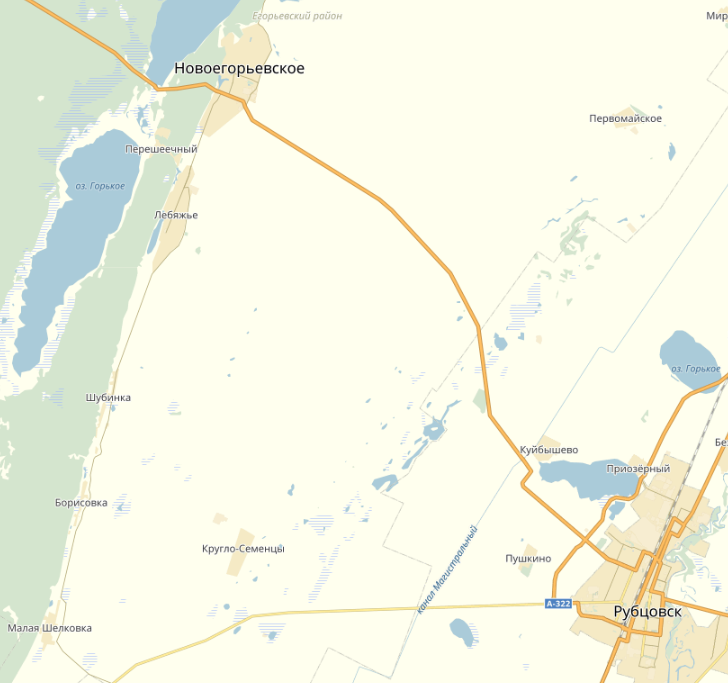 Егорьевский район
Мир
Новоегорьевское
Первомайское
Перешеечный
оз. Горькое
Лебяжье
оз. Горькое
Шубинка
Бе
Куйбышево
Приозёрный
Борисовка
Кругло-Семенцы
Пушкино
канал Магистральный
А-322
Рубцовск
Малая Шелковка